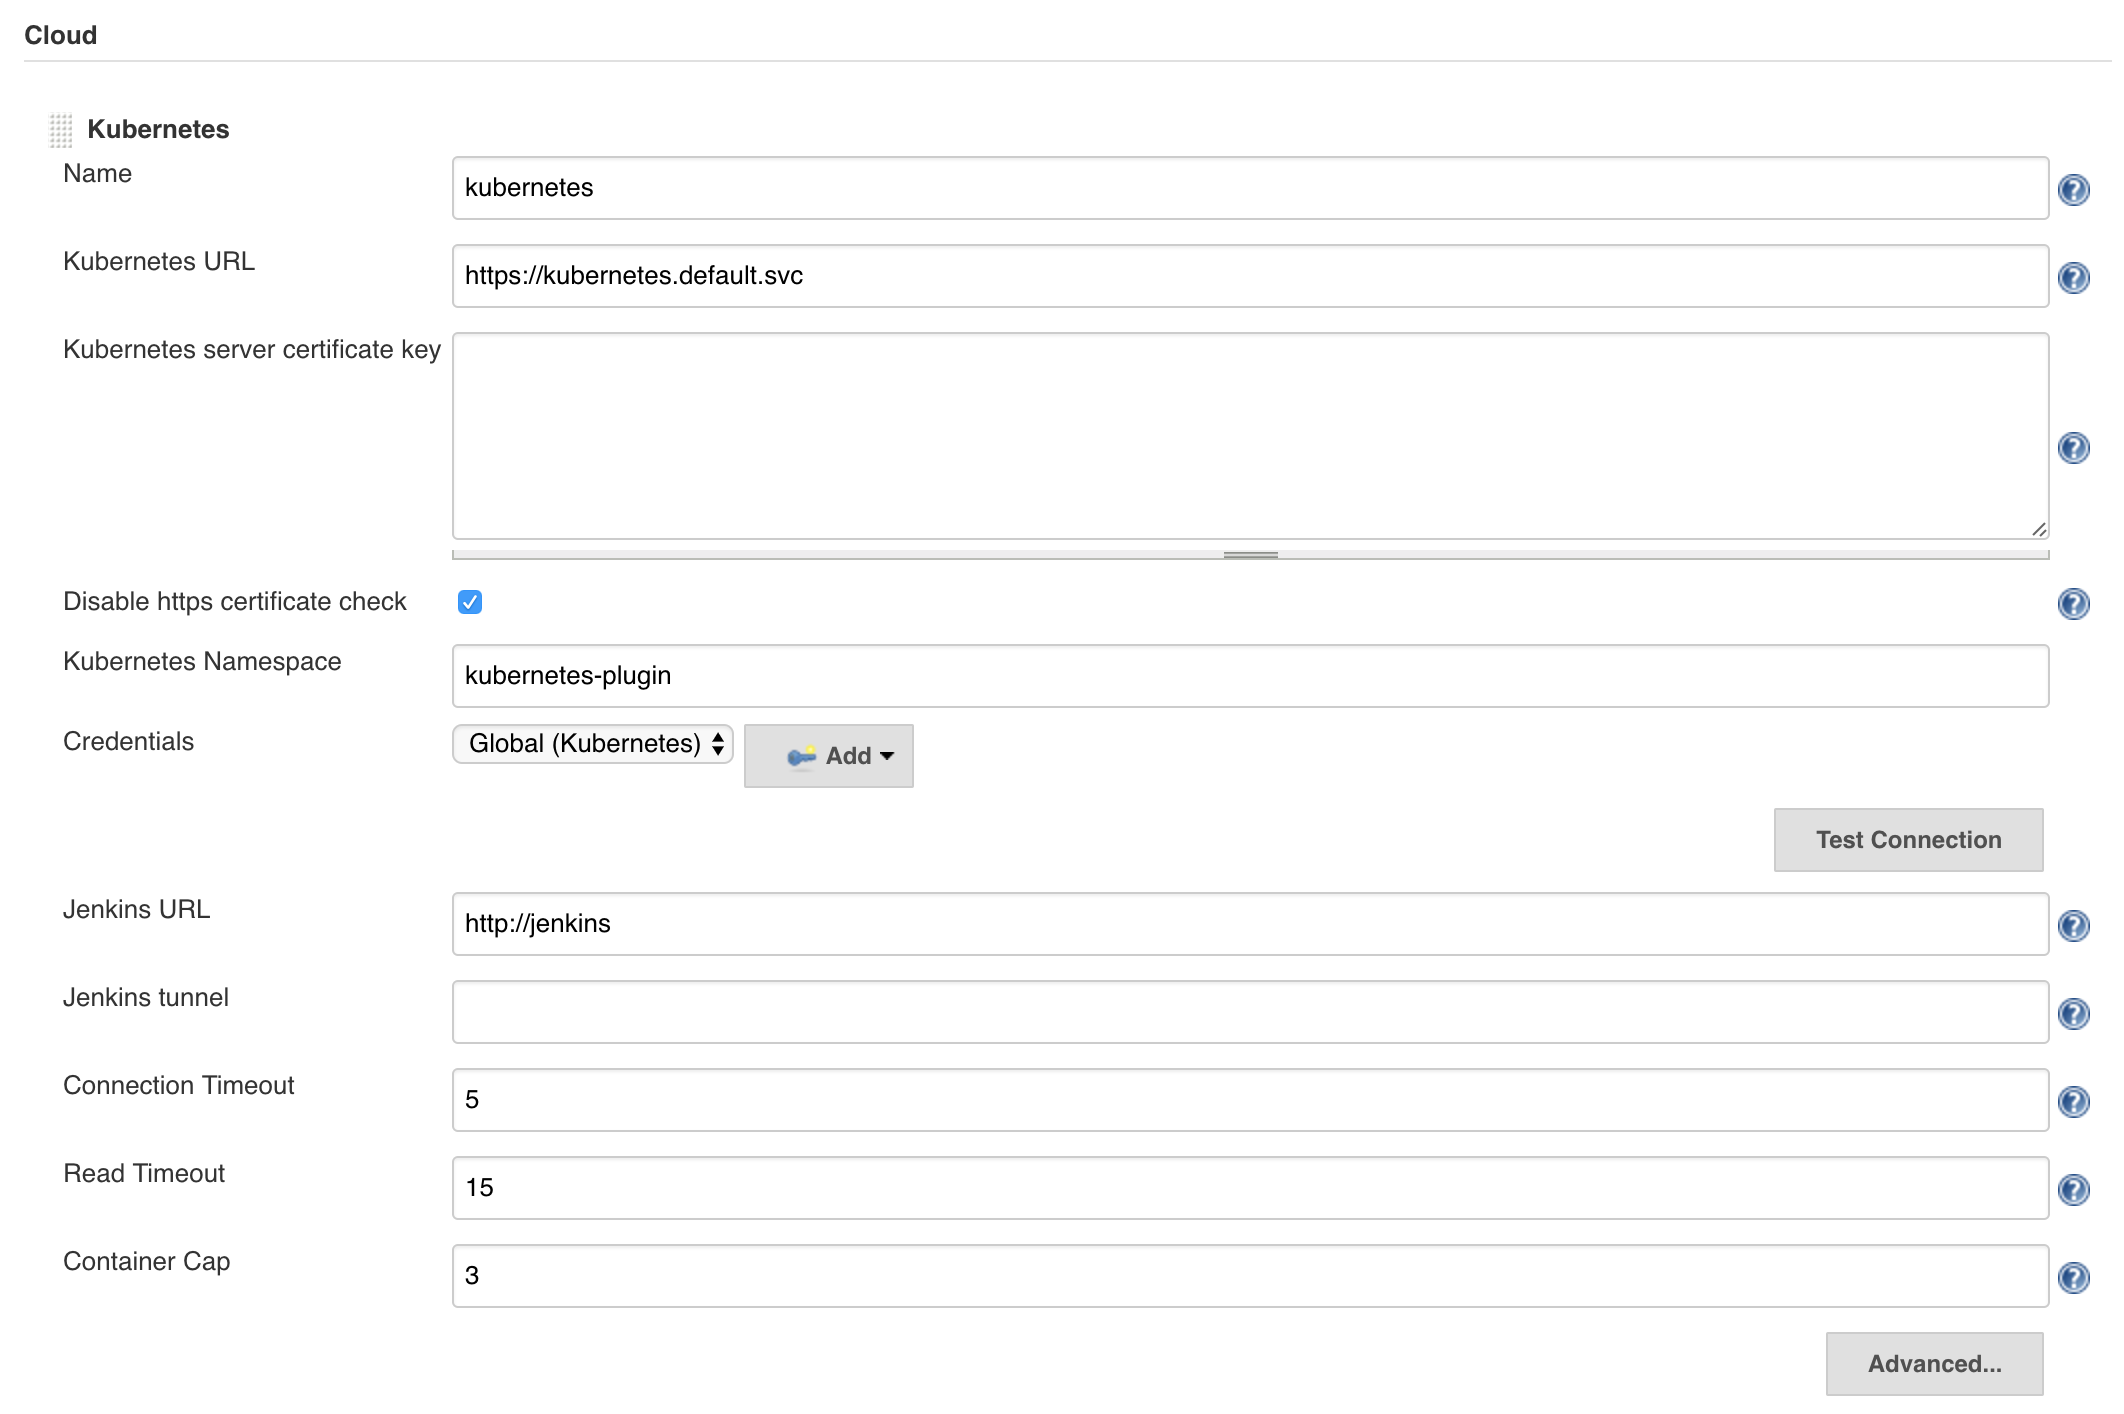 Cloud
Kubernetes
Name
kubernetes
Kubernetes URL
https://kubernetes.default.svc
Kubernetes server certificate key
Disable https certificate check
Kubernetes Namespace
kubernetes-plugin
Credentials
Global (Kubernetes)
Add
Test Connection
Jenkins URL
http://jenkins
Jenkins tunnel
Connection Timeout
5
Read Timeout
15
Container Cap
3
Advanced...